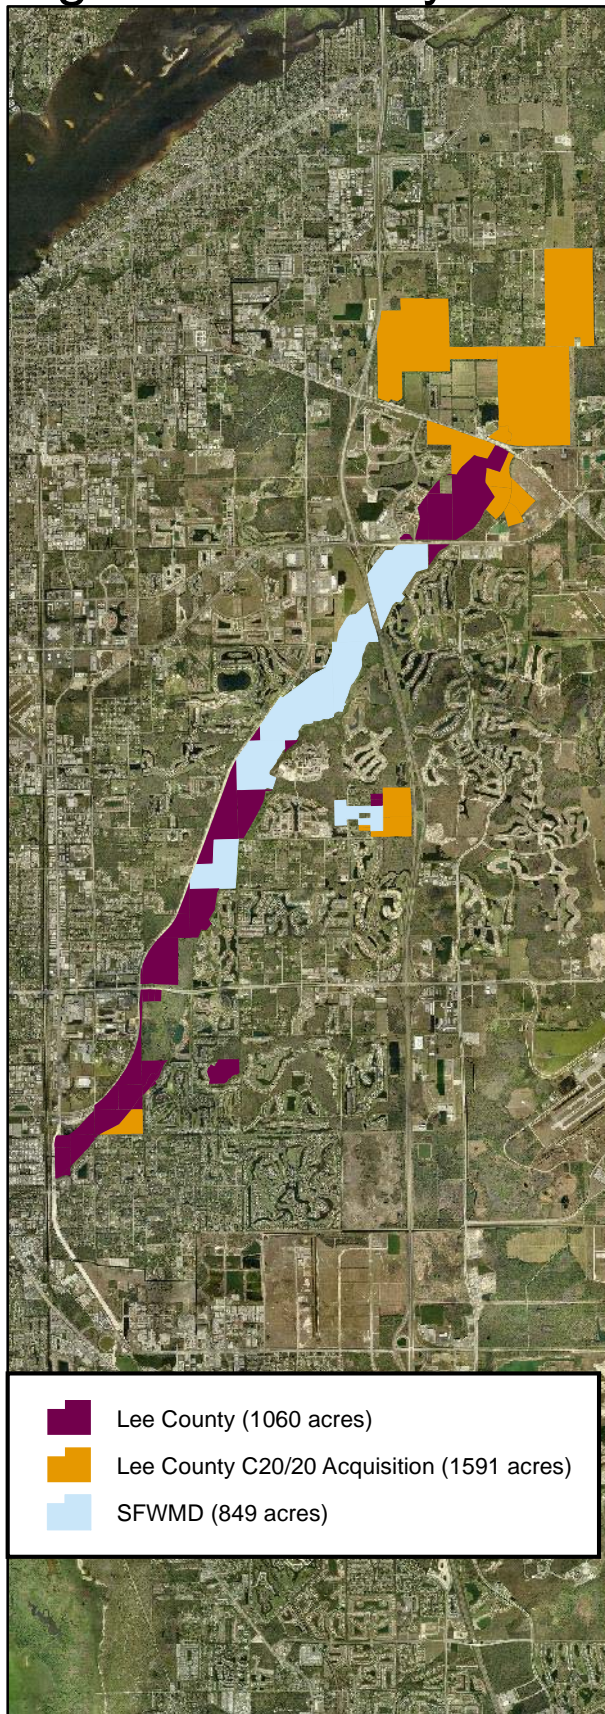 Lee County (1060 acres)
Lee County C20/20 Acquisition (1591 acres)
SFWMD (849 acres)